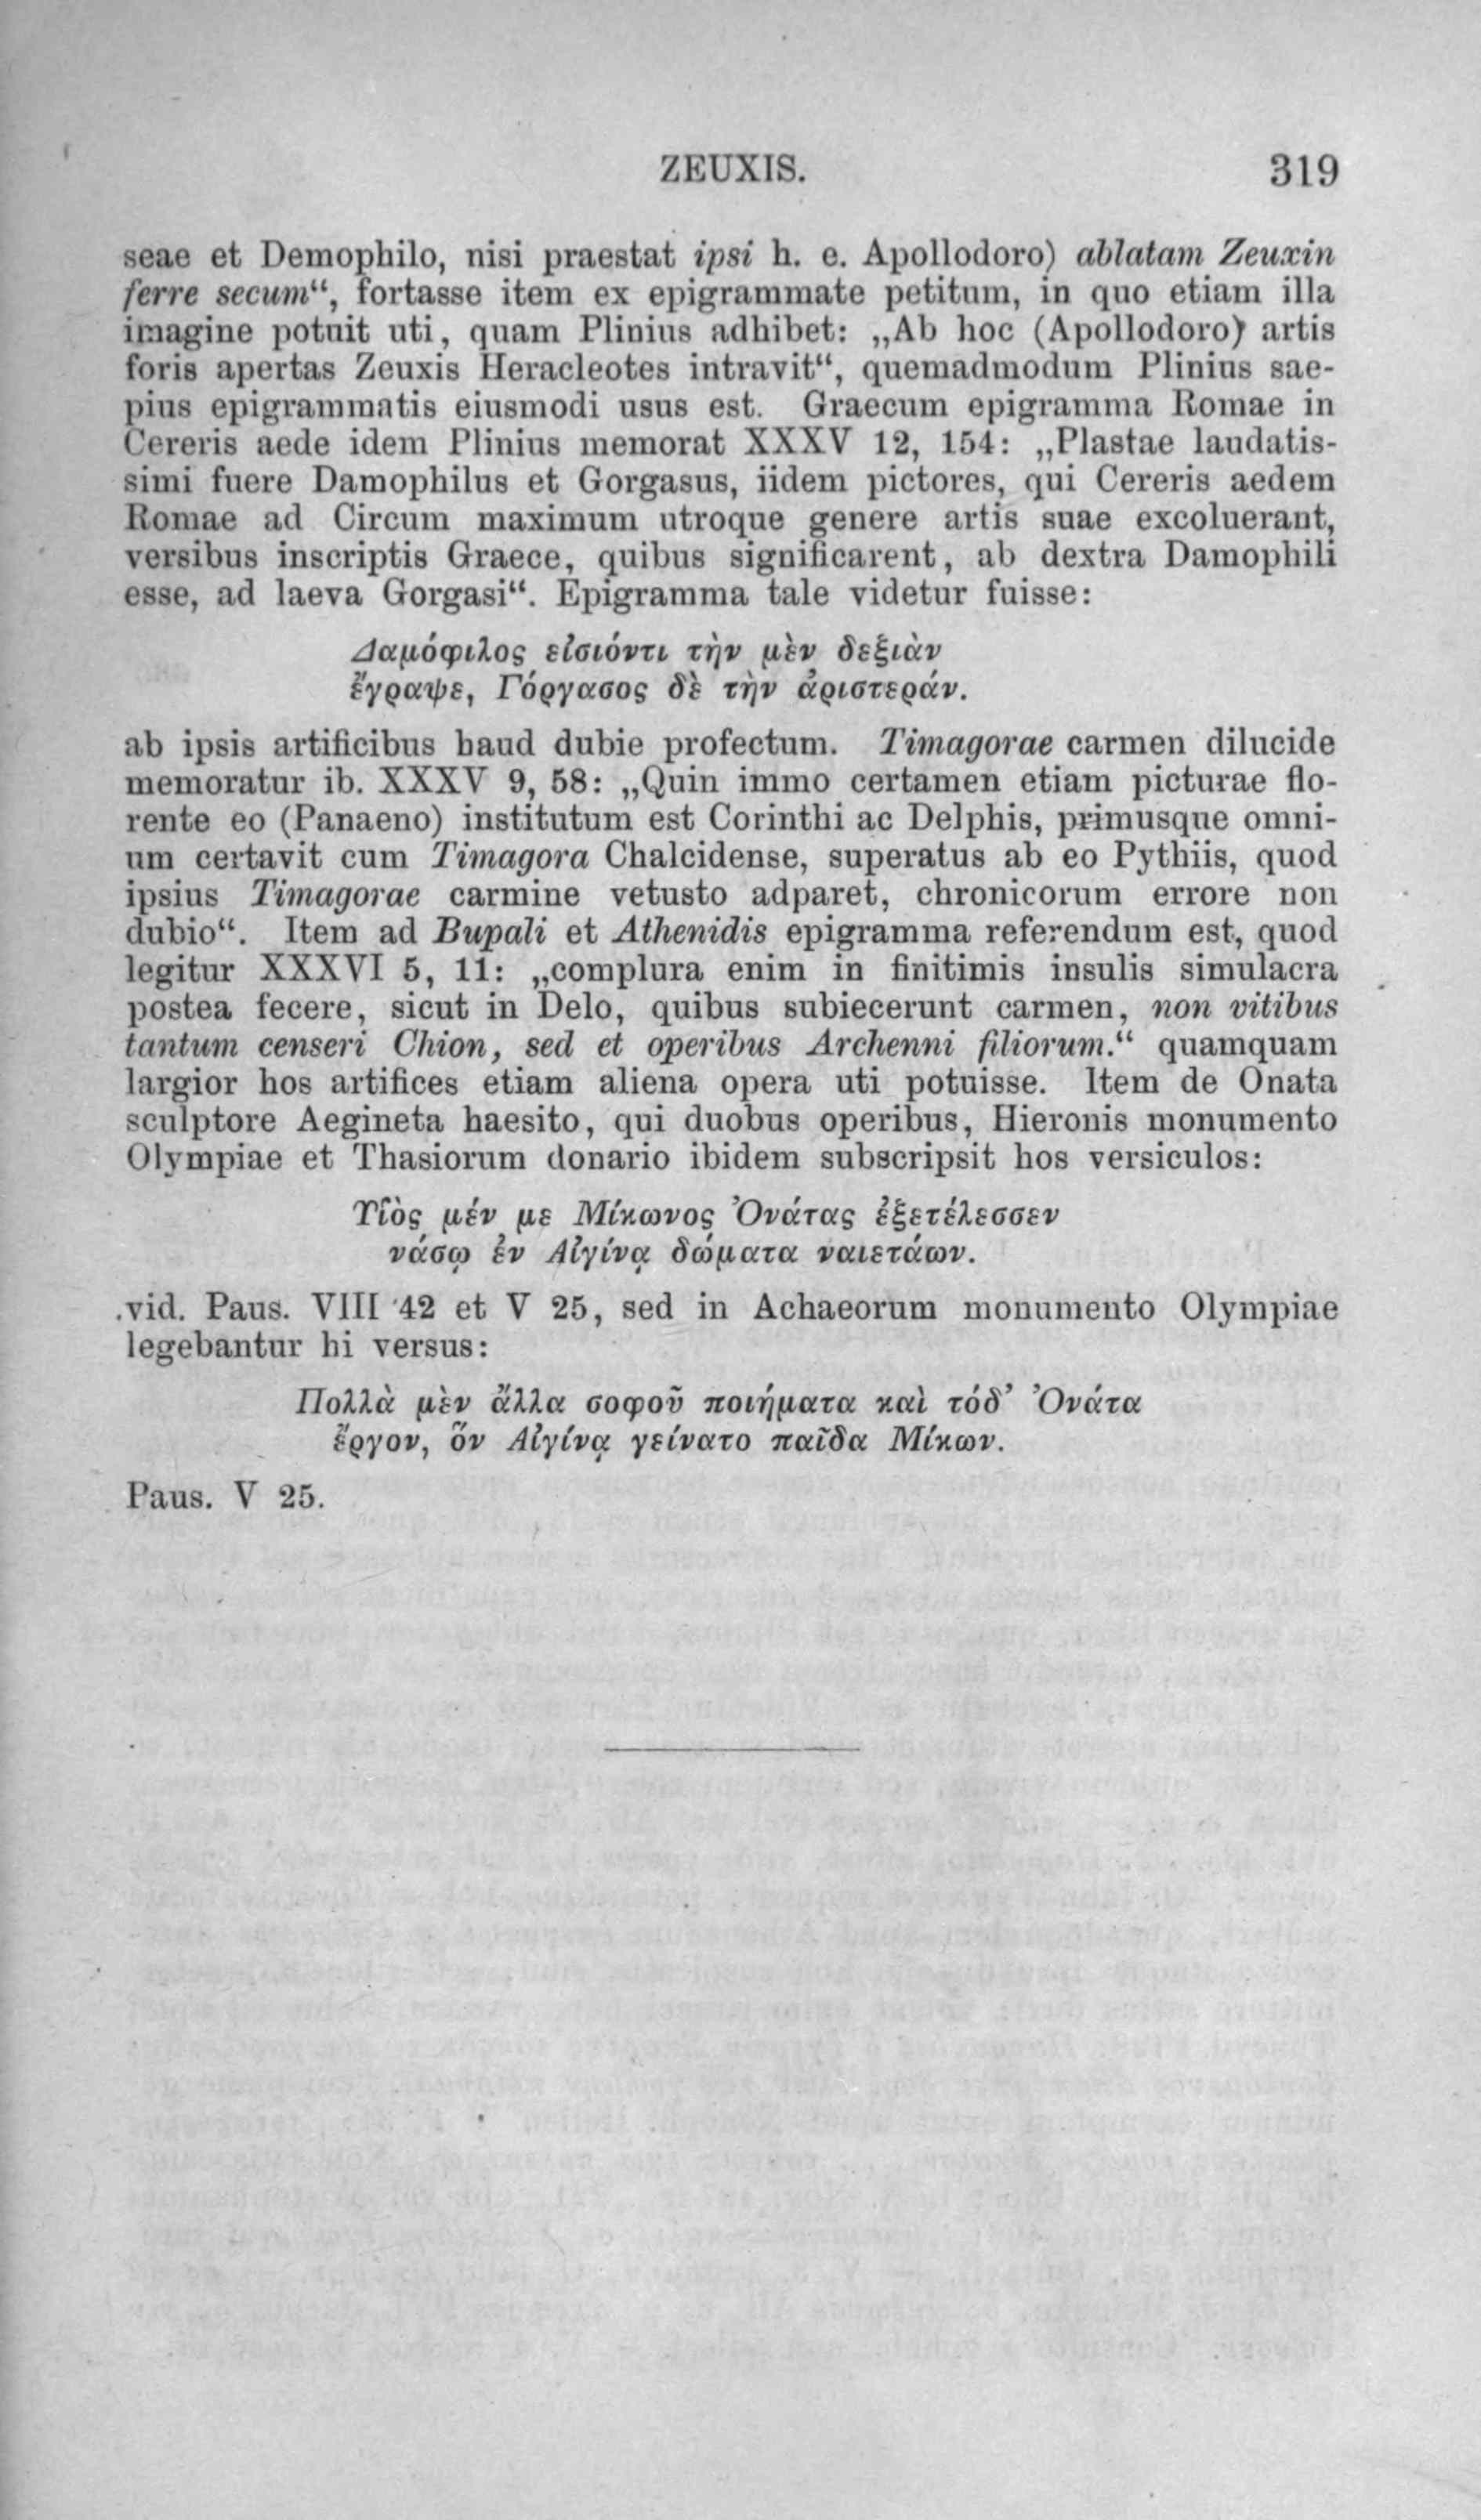 ZEUXIS. 319
seae et Demophilo, nisi praestat ipsi h. e. Apollodoro) ablatam Zeuxin
ferre secum“, fortasse item ex epigrammate petitum, in quo etiam illa
imagine potuit uti, quam Plinius adhibet: „Ab hoc (Apollodoro) artis
foris apertas Zeuxis Heracleotes intravit“, quemadmodum Plinius sae-
pius epigrammatis eiusmodi usus est. Graecum epigramma Romae in
Cereris aede idem Plinius memorat XXXV 12, 154: „Plastae laudatis-
simi fuere Damophilus et Gorgasus, iidem pictores, qui Cereris aedem
Romae ad Circum maximum utroque genere artis suae excoluerant,
versibus inscriptis Graece, quibus significarent, ab dextra Damophili
esse, ad laeva Gorgasi“. Epigramma tale videtur fuisse:
Δαμόφιλος εἰσιόντι τὴν μὲν δεξιὰν
ἔγραψε, Γόργασος δὲ τὴν ἀριστεράν.
ab ipsis artificibus haud dubie profectum. Timagorae carmen dilucide
memoratur ib. XXXV 9, 58: „Quin immo certamen etiam picturae flo-
rente eo (Panaeno) institutum est Corinthi ac Delphis, primusque omni-
um certavit cum Timagora Chalcidense, superatus ab eo Pythiis, quod
ipsius Timagorae carmine vetusto adparet, chronicorum errore non
dubio“. Item ad Bupali et Athenidis epigramma referendum est, quod
legitur XXXVI 5, 11: „complura enim in finitimis insulis simulacra
postea fecere, sicut in Delo, quibus subiecerunt carmen, non vitibus
tantum censeri Chion, sed et operibus Archenni filiorum.“ quamquam
largior hos artifices etiam aliena opera uti potuisse. Item de Onata
sculptore Aegineta haesito, qui duobus operibus, Hieronis monumento
Olympiae et Thasiorum donario ibidem subscripsit hos versiculos:
Υἱὸς μέν με Μίκωνος Ὀνάτας ἐξετέλεσσεν
νάσῳ ἐν Αἰγίνᾳ δώματα ναιετάων.
vid. Paus. VIII 42 et V 25, sed in Achaeorum monumento Olympiae
legebantur hi versus:
Πολλὰ μὲν ἄλλα σοφοῦ ποιήματα καὶ τόδ’ Ὀνάτα
ἔργον, ὃν Αἰγίνᾳ γείνατο παῖδα Μίκων.
Paus. V 25.